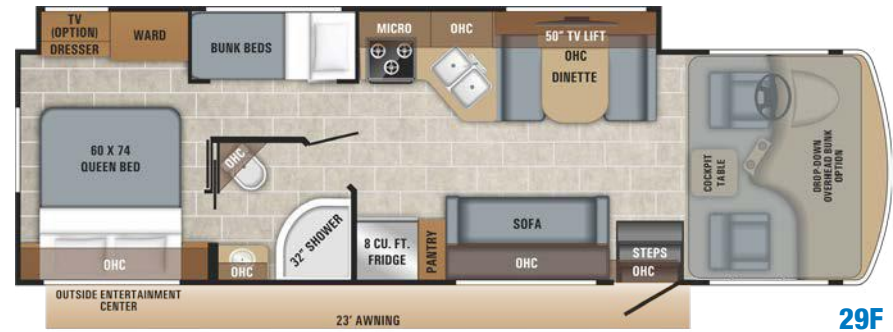 TV
(OPTION)
DRESSER
WARD
BUNK BEDS
MICRO
OHC
50" TV LIFT
OHC
DINETTE
60 X 74
QUEEN BED
OHC
COCKPIT
TABLE
DROP-DOWN
OVERHEAD BUNK
OPTION
OHC
OHC
32" SHOWER
8 CU. FT.
FRIDGE
PANTRY
SOFA
OHC
STEPS
OHC
OUTSIDE ENTERTAINMENT
CENTER
23' AWNING
29F